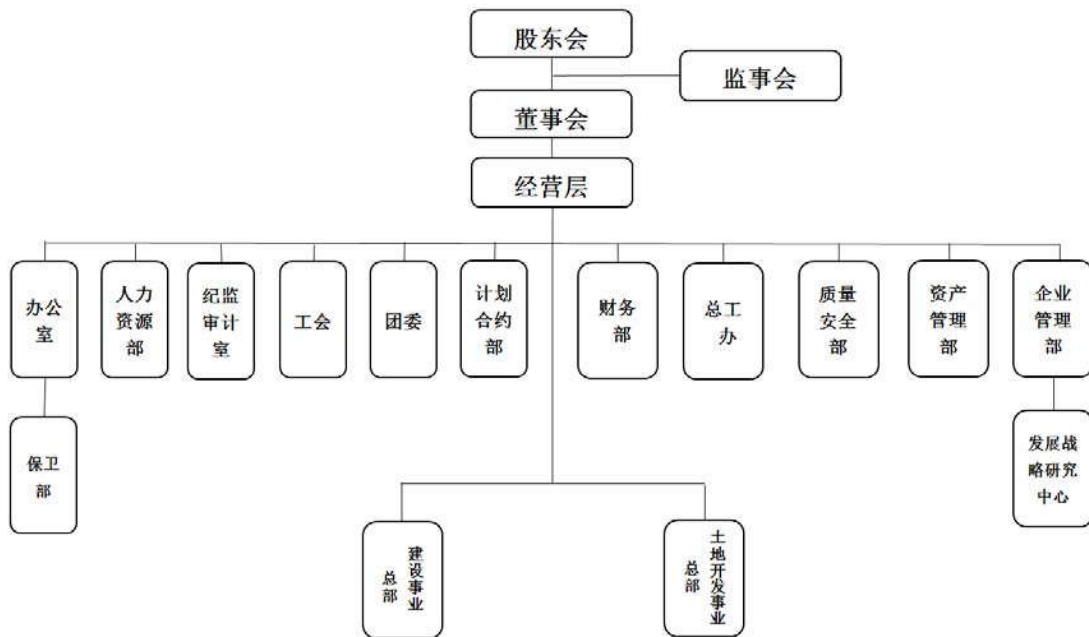 股东会
监事会
董事会
经营层
办公
室
人力
资源
部
纪监
审计
室
工会
团委
计划
合约
部
财务
部
总工
办
质量
安全
部
资产
管理
部
企业
管理
部
保卫
部
发展战
略研究
中心
建设事业
总部
土地开发事业
总部